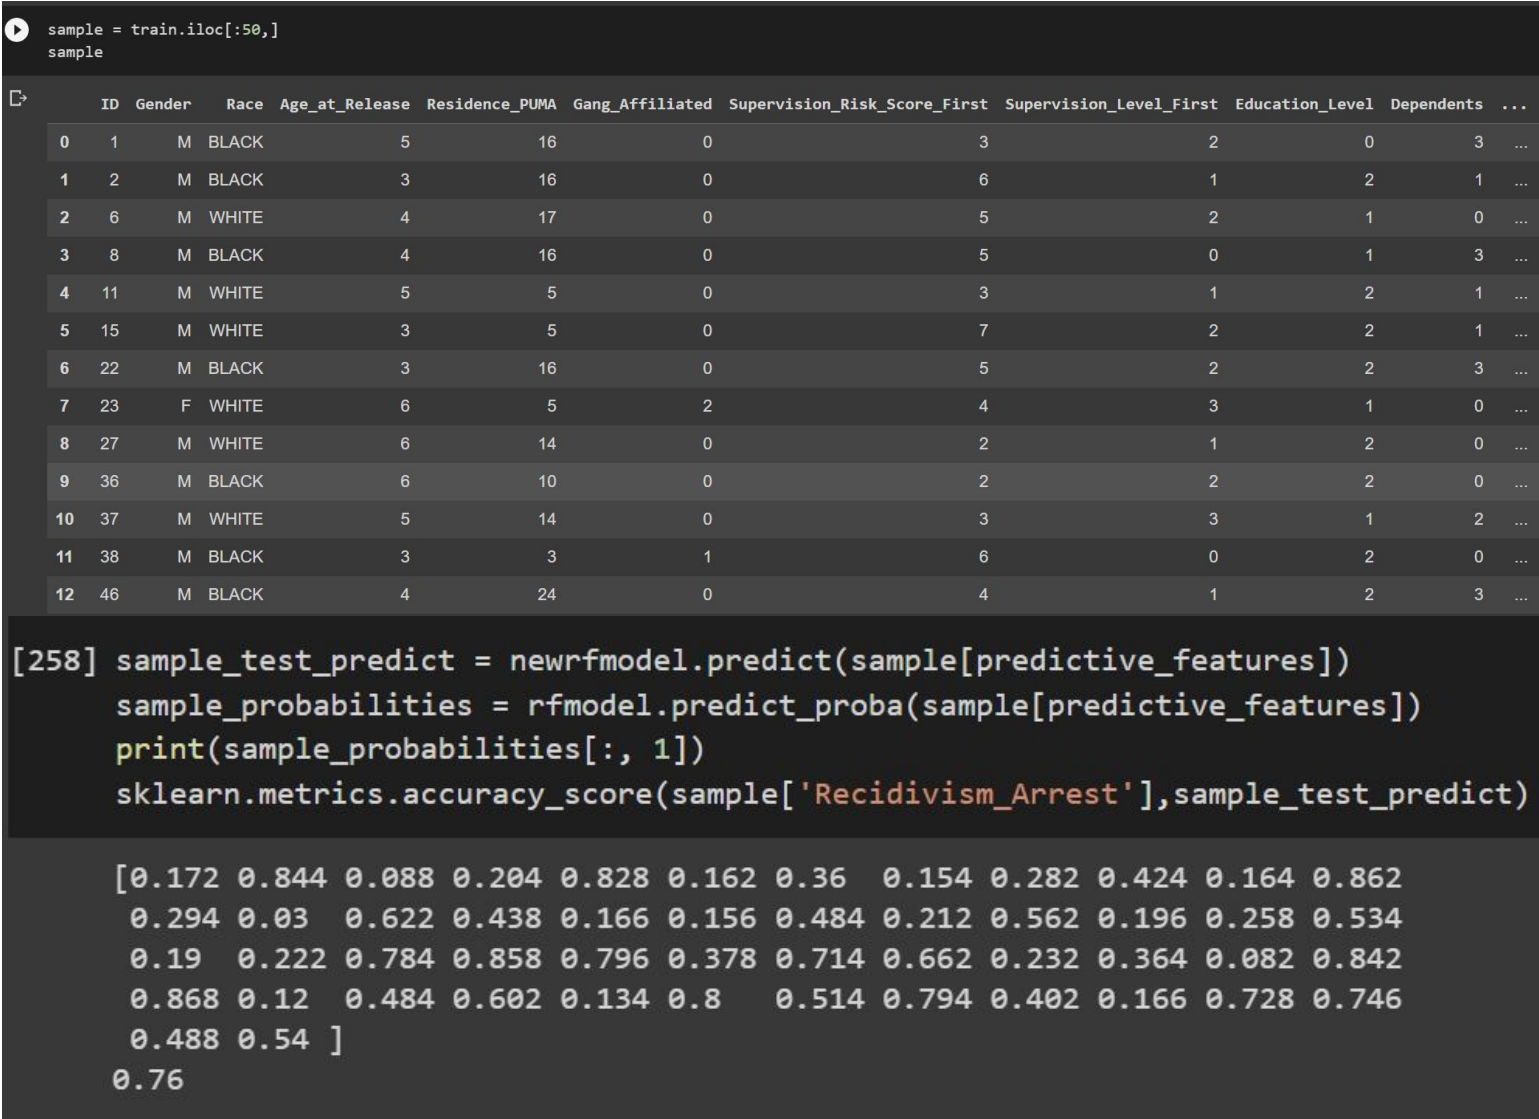 sample = train.iloc[:50,]
sample
ID Gender Race Age_at_Release Residence_PUMA Gang_Affiliated Supervision_Risk_Score_First Supervision_Level_First Education_Level Dependents ...
0 1 M BLACK 5 16 0 3 2 0 3 ...
1 2 M BLACK 3 16 0 6 1 2 1 ...
2 6 M WHITE 4 17 0 5 2 1 0 ...
3 8 M BLACK 4 16 0 5 0 1 3 ...
4 11 M WHITE 5 5 0 3 1 2 1 ...
5 15 M WHITE 3 5 0 7 2 2 1 ...
6 22 M BLACK 3 16 0 5 2 2 3 ...
7 23 F WHITE 6 5 2 4 3 1 0 ...
8 27 M WHITE 6 14 0 2 1 2 0 ...
9 36 M BLACK 6 10 0 2 2 2 0 ...
10 37 M WHITE 5 14 0 3 3 1 2 ...
11 38 M BLACK 3 3 1 6 0 2 0 ...
12 46 M BLACK 4 24 0 4 1 2 3 ...
[258] sample_test_predict = newrfmodel.predict(sample[predictive_features])
sample_probabilities = rfmodel.predict_proba(sample[predictive_features])
print(sample_probabilities[:, 1])
sklearn.metrics.accuracy_score(sample['Recidivism_Arrest'],sample_test_predict)
[0.172 0.844 0.088 0.204 0.828 0.162 0.36 0.154 0.282 0.424 0.164 0.862
0.294 0.03 0.622 0.438 0.166 0.156 0.484 0.212 0.562 0.196 0.258 0.534
0.19 0.222 0.784 0.858 0.796 0.378 0.714 0.662 0.232 0.364 0.082 0.842
0.868 0.12 0.484 0.602 0.134 0.8 0.514 0.794 0.402 0.166 0.728 0.746
0.488 0.54 ]
0.76